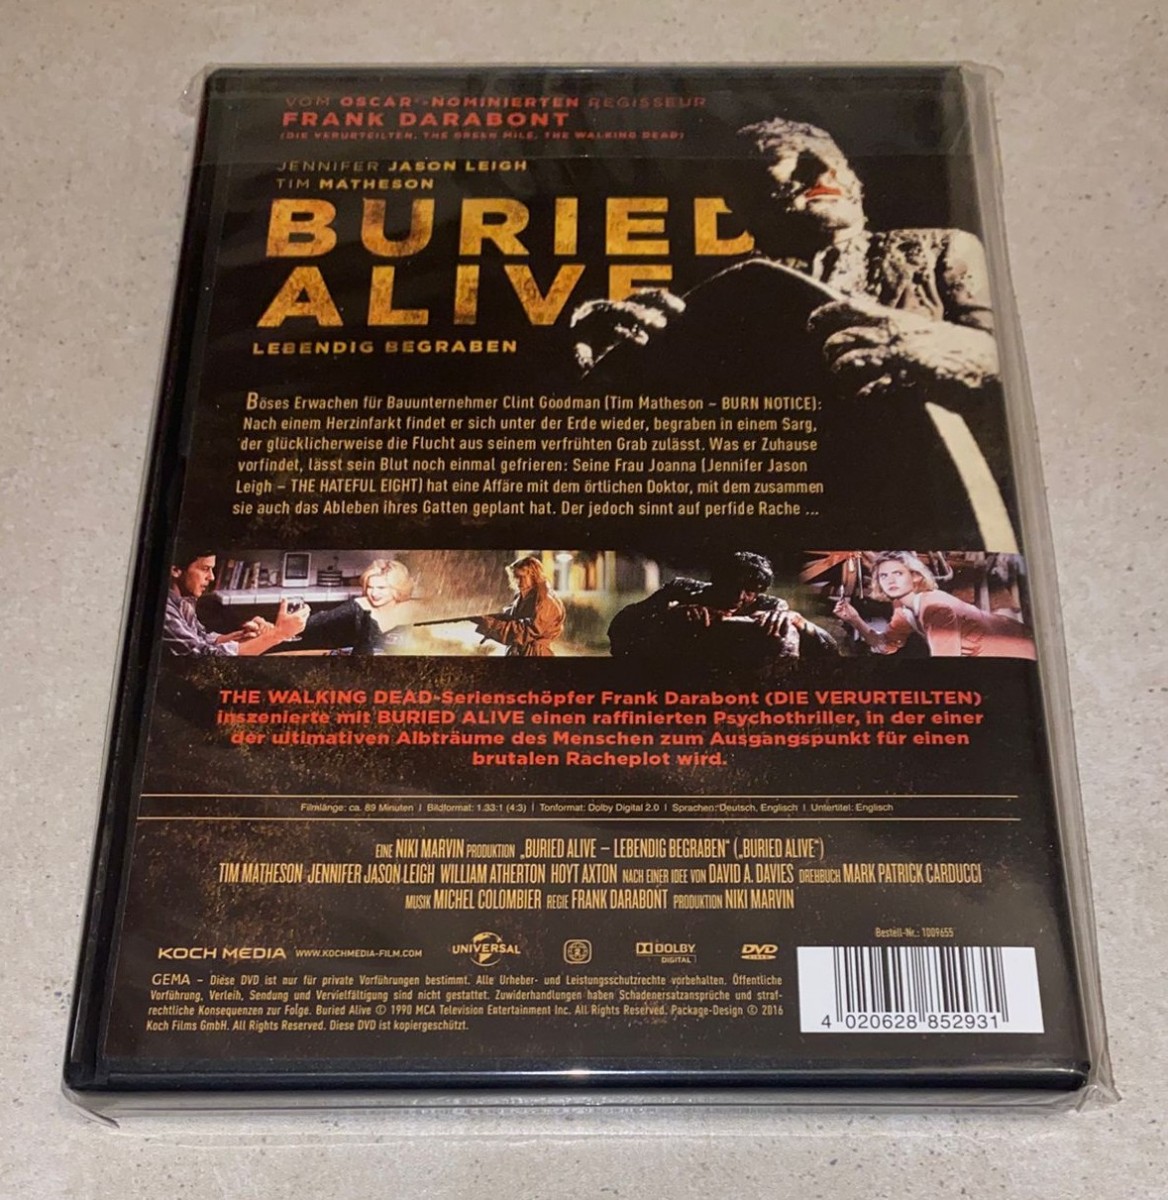 VOM OSCAR®-NOMINIERTEN REGISSEUR
FRANK DARABONT
(DIE VERURTEILTEN, THE GREEN MILE, THE WALKING DEAD)
JENNIFER JASON LEIGH
TIM MATHESON
BURIED
ALIVE
LEBENDIG BEGRABEN
Böses Erwachen für Bauunternehmer Clint Goodman (Tim Matheson – BURN NOTICE):
Nach einem Herzinfarkt findet er sich unter der Erde wieder, begraben in einem Sarg,
der glücklicherweise die Flucht aus seinem verfrühten Grab zulässt. Was er Zuhause
vorfindet, lässt sein Blut noch einmal gefrieren: Seine Frau Joanna (Jennifer Jason
Leigh – THE HATEFUL EIGHT) hat eine Affäre mit dem örtlichen Doktor, mit dem zusammen
sie auch das Ableben ihres Gatten geplant hat. Der jedoch sinnt auf perfide Rache ...
THE WALKING DEAD-Serienschöpfer Frank Darabont (DIE VERURTEILTEN)
inszenierte mit BURIED ALIVE einen raffinierten Psychothriller, in der einer
der ultimativen Albträume des Menschen zum Ausgangspunkt für einen
brutalen Racheplot wird.
Filmlänge: ca. 89 Minuten | Bildformat: 1.33:1 (4:3) | Tonformat: Dolby Digital 2.0 | Sprachen: Deutsch, Englisch | Untertitel: Englisch
EINE NIKI MARVIN PRODUKTION „BURIED ALIVE – LEBENDIG BEGRABEN“ („BURIED ALIVE“)
TIM MATHESON JENNIFER JASON LEIGH WILLIAM ATHERTON HOYT AXTON NACH EINER IDEE VON DAVID A. DAVIES DREHBUCH MARK PATRICK CARDUCCI
MUSIK MICHEL COLOMBIER REGIE FRANK DARABONT PRODUKTION NIKI MARVIN
Bestell-Nr.: 1009655
KOCH MEDIA WWW.KOCHMEDIA-FILM.COM UNIVERSAL 2 DOLBY DIGITAL DVD VIDEO
GEMA – Diese DVD ist nur für private Vorführungen bestimmt. Alle Urheber- und Leistungsschutzrechte vorbehalten. Öffentliche
Vorführung, Verleih, Sendung und Vervielfältigung sind nicht gestattet. Zuwiderhandlungen haben Schadenersatzansprüche und straf-
rechtliche Konsequenzen zur Folge. Buried Alive © 1990 MCA Television Entertainment Inc. All Rights Reserved. Package-Design © 2016
Koch Films GmbH. All Rights Reserved. Diese DVD ist kopiergeschützt.
4 020628 852931